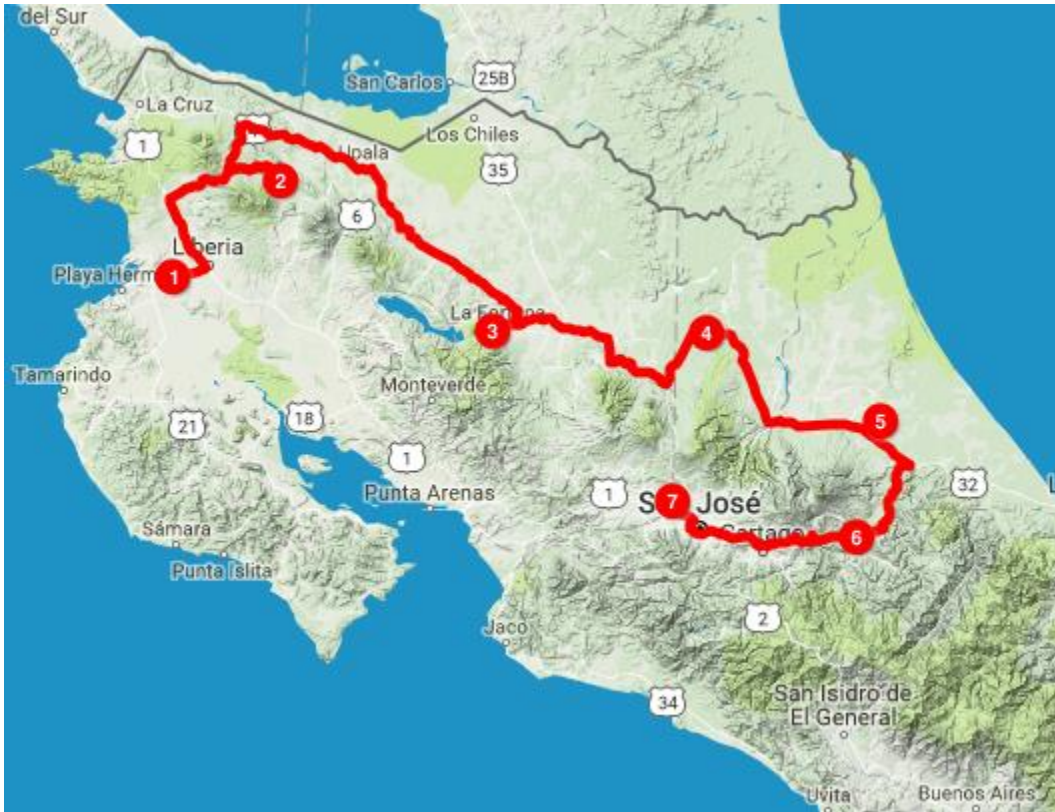 del Sur
San Carlos
25B
La Cruz
Los Chiles
1
Upala
35
2
6
Liberia
Playa Herm
1
La Fortuna
3
4
Tamarindo
Monteverde
21
18
5
1
32
Punta Arenas
1
7
S
José
Cartago
6
Sámara
Punta Islita
2
Jaco
34
San Isidro de
El General
Buenos Aires
Uvita
L